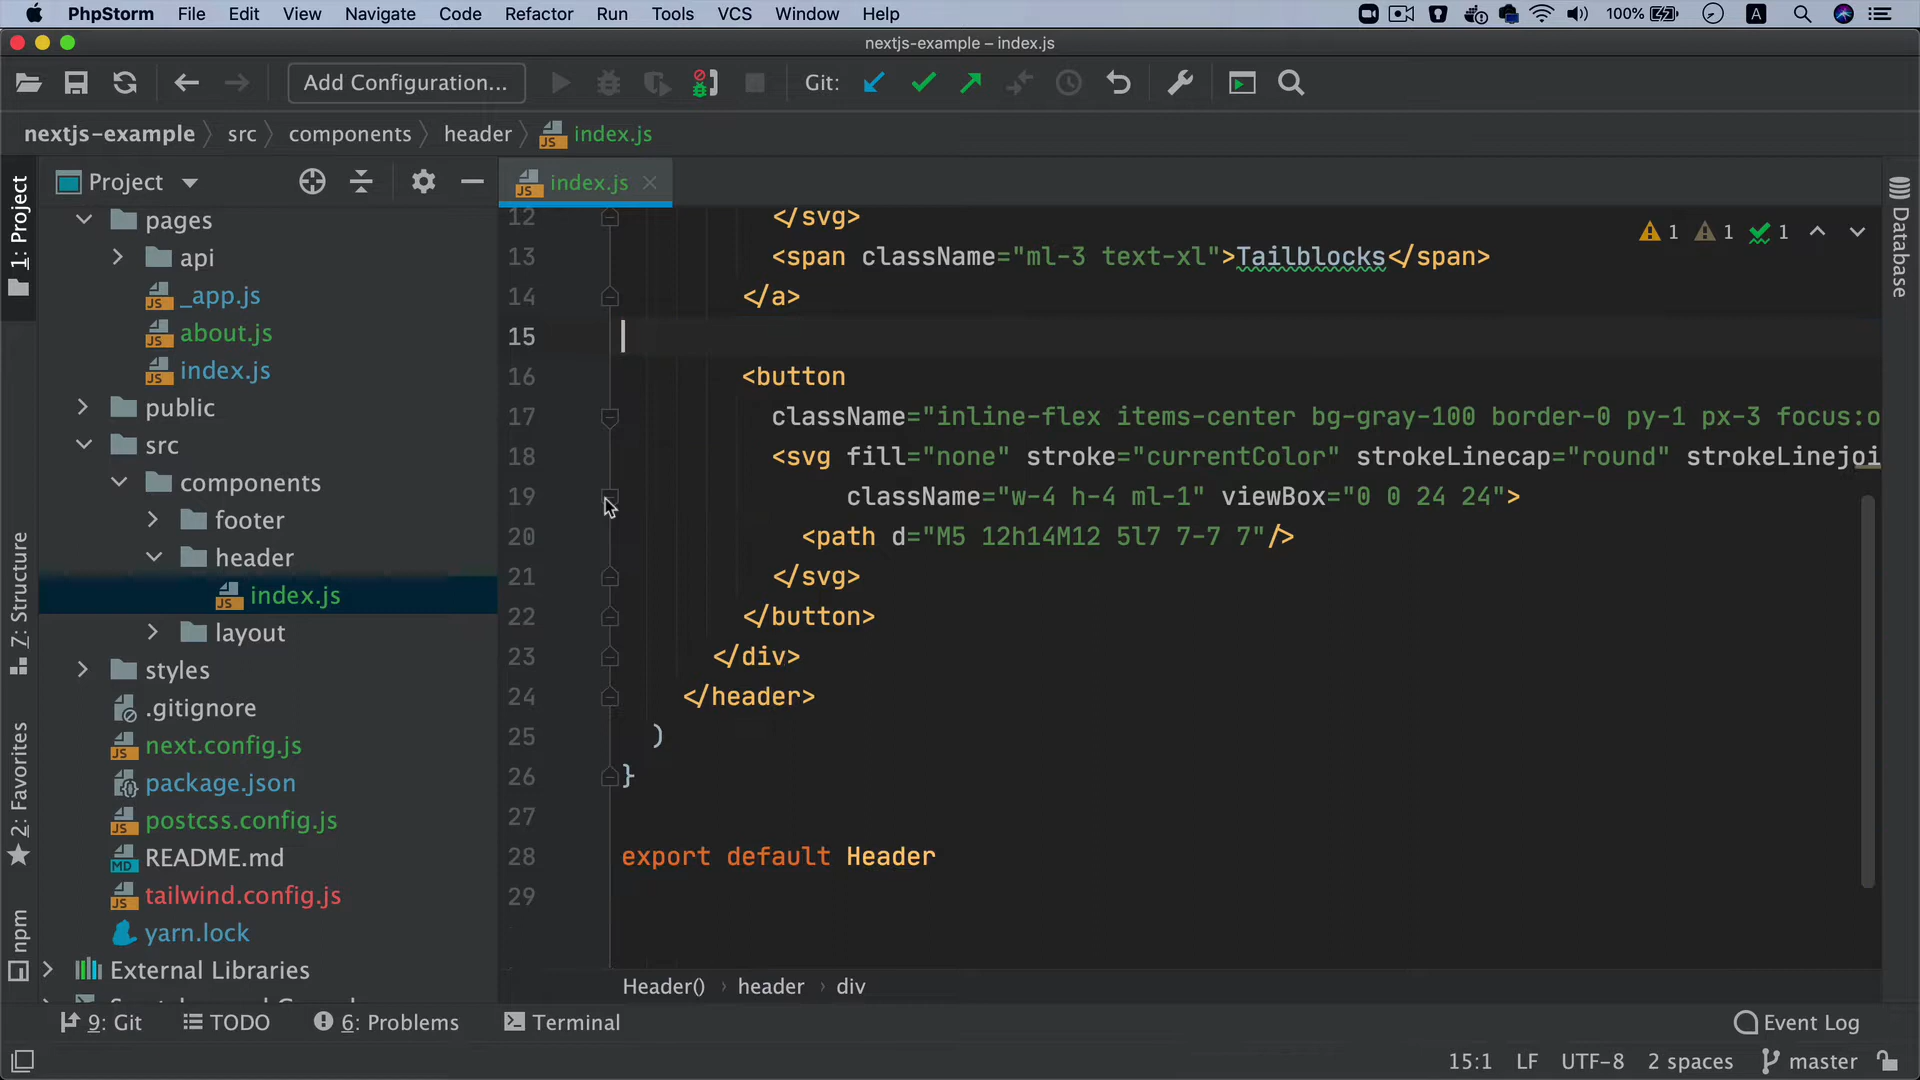 PhpStorm File Edit View Navigate Code Refactor Run Tools VCS Window Help 100% A
nextjs-example – index.js
Add Configuration... Git:
nextjs-example src components header index.js
1: Project
Z: Structure
2: Favorites
npm
Project
pages
api
_app.js
about.js
index.js
public
src
components
footer
header
index.js
layout
styles
.gitignore
next.config.js
package.json
postcss.config.js
README.md
tailwind.config.js
yarn.lock
External Libraries
index.js
1 1 1
12 </svg>
13 <span className="ml-3 text-xl">Tailblocks</span>
14 </a>
15
16 <button
17 className="inline-flex items-center bg-gray-100 border-0 py-1 px-3 focus:o
18 <svg fill="none" stroke="currentColor" strokeLinecap="round" strokeLinejoi
19 className="w-4 h-4 ml-1" viewBox="0 0 24 24">
20 <path d="M5 12h14M12 5l7 7-7 7"/>
21 </svg>
22 </button>
23 </div>
24 </header>
25 )
26 }
27
28 export default Header
29
Header() › header › div
Database
9: Git TODO 6: Problems Terminal Event Log
15:1 LF UTF-8 2 spaces master